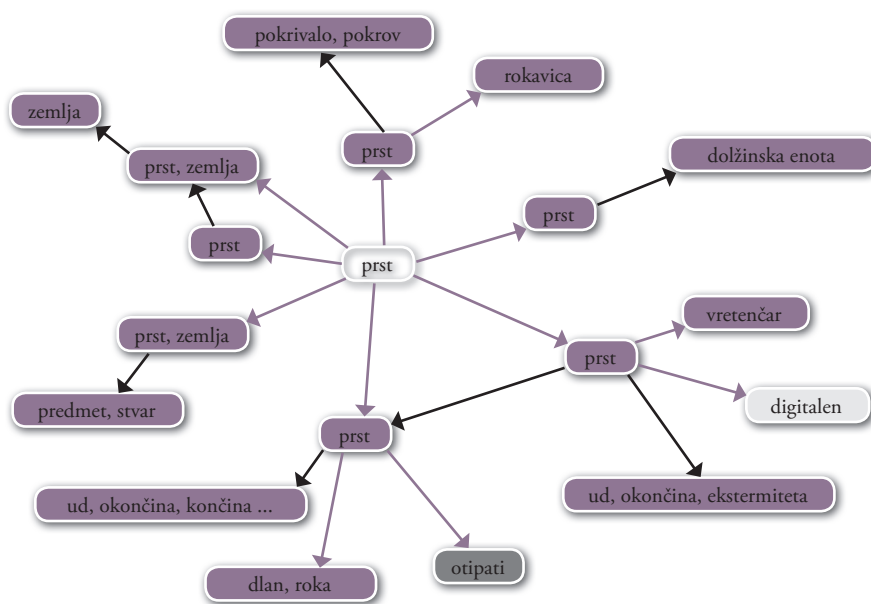 pokrivalo, pokrov
rokavica
zemlja
prst
dolžinska enota
prst, zemlja
prst
prst
prst
vretenčar
prst, zemlja
prst
digitalen
predmet, stvar
prst
ud, okončina, ekstermiteta
ud, okončina, končina ...
otipati
dlan, roka